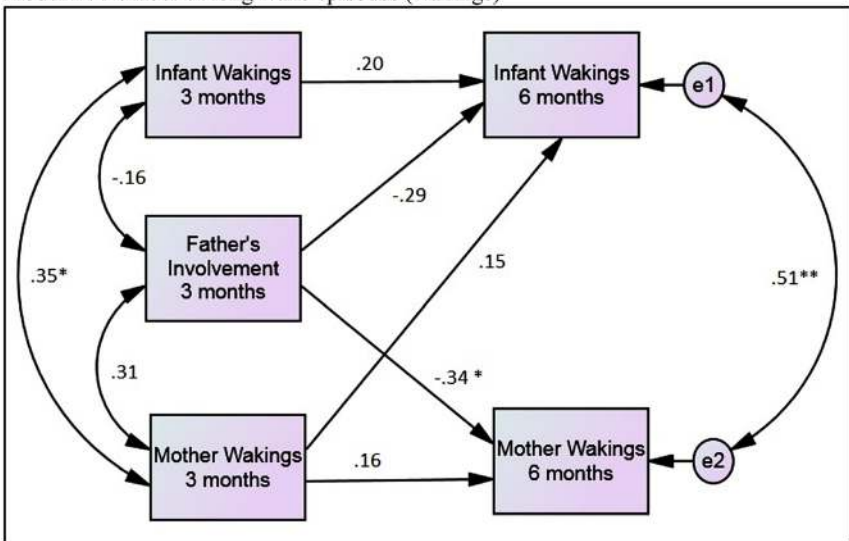 Infant Wakings
3 months
.20
Infant Wakings
6 months
e1
-.16
-.29
Father's
Involvement
3 months
.35*
.15
.51**
.31
-.34 *
Mother Wakings
3 months
.16
Mother Wakings
6 months
e2